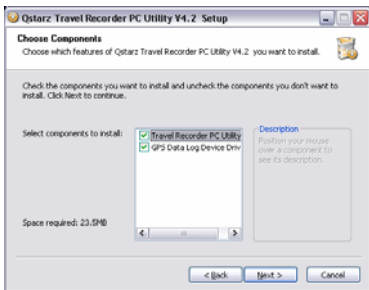 Qstarz Travel Recorder PC Utility V4.2 Setup
Choose Components
Choose which features of Qstarz Travel Recorder PC Utility V4.2 you want to install.
Check the components you want to install and uncheck the components you don't want to
install. Click Next to continue.
Select components to install:
Travel Recorder PC Utility
GPS Data Log Device Driv
Description
Position your mouse
over a component to
see its description.
Space required: 23.5MB
< Back
Next >
Cancel